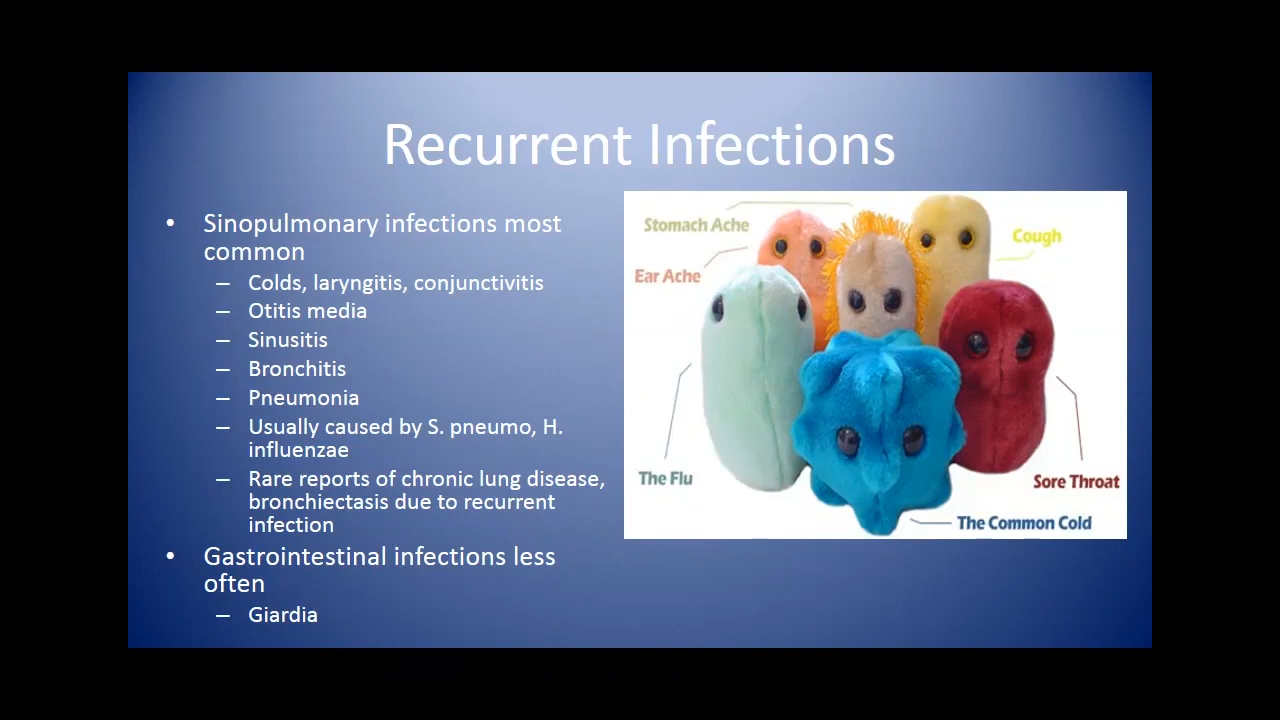 Recurrent Infections
• Sinopulmonary infections most
common
– Colds, laryngitis, conjunctivitis
– Otitis media
– Sinusitis
– Bronchitis
– Pneumonia
– Usually caused by S. pneumo, H.
influenzae
– Rare reports of chronic lung disease,
bronchiectasis due to recurrent
infection
• Gastrointestinal infections less
often
– Giardia
Stomach Ache
Cough
Ear Ache
The Flu
Sore Throat
The Common Cold